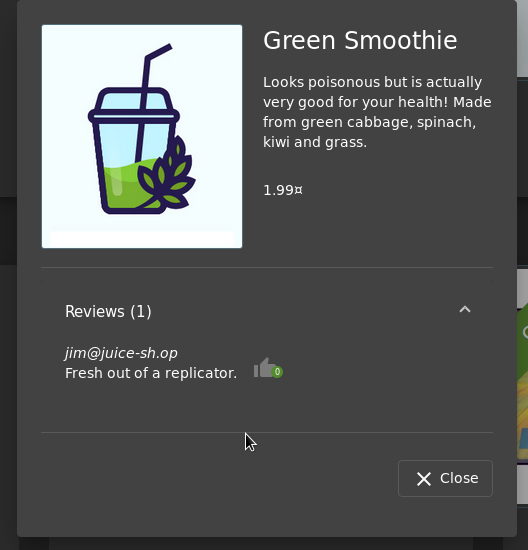 Green Smoothie
Looks poisonous but is actually
very good for your health! Made
from green cabbage, spinach,
kiwi and grass.
1.99¤
Reviews (1)
jim@juice-sh.op
Fresh out of a replicator.
0
Close